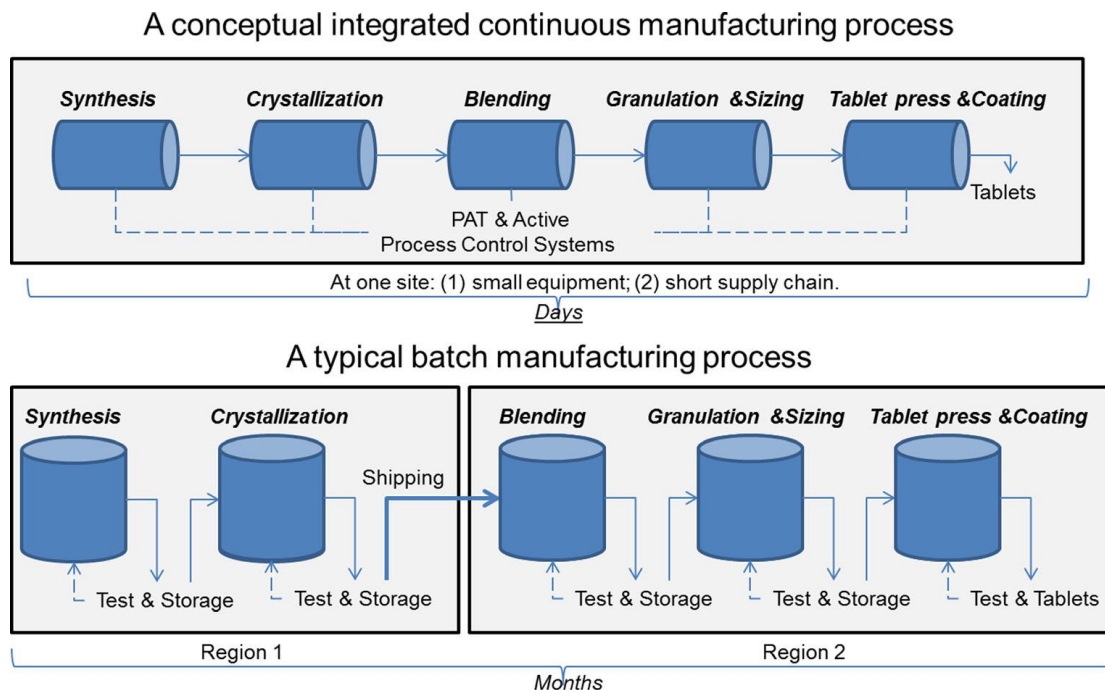 A conceptual integrated continuous manufacturing process
Synthesis
Crystallization
Blending
Granulation &Sizing
Tablet press &Coating
Tablets
PAT & Active
Process Control Systems
At one site: (1) small equipment; (2) short supply chain.
Days
A typical batch manufacturing process
Synthesis
Crystallization
Blending
Granulation &Sizing
Tablet press &Coating
Shipping
Test & Storage
Test & Storage
Test & Storage
Test & Storage
Test & Tablets
Region 1
Region 2
Months